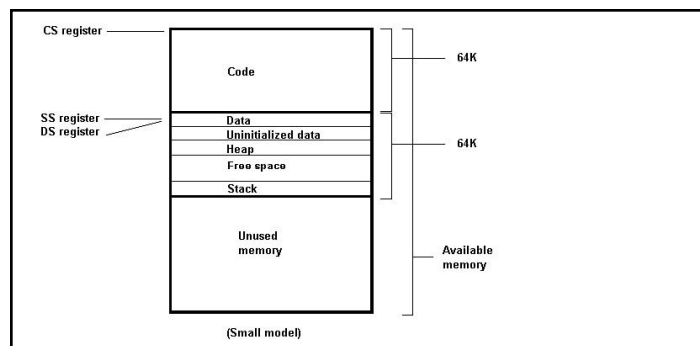 CS register
Code
64K
SS register
DS register
Data
Uninitialized data
Heap
Free space
Stack
64K
Unused
memory
Available
memory
(Small model)